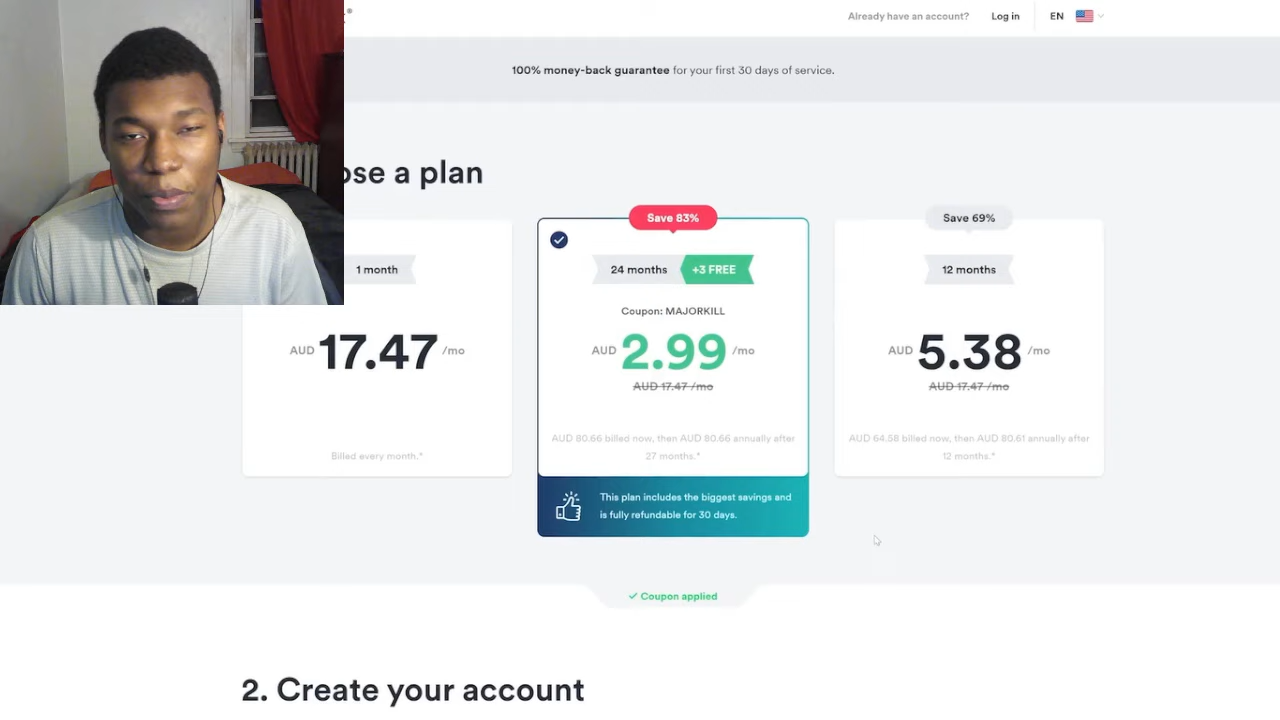 Already have an account?
Log in
EN
100% money-back guarantee for your first 30 days of service.
ose a plan
1 month
AUD 17.47 /mo
Billed every month.*
Save 83%
24 months +3 FREE
Coupon: MAJORKILL
AUD 2.99 /mo
AUD 17.47 /mo
AUD 80.66 billed now, then AUD 80.66 annually after
27 months.*
This plan includes the biggest savings and
is fully refundable for 30 days.
Save 69%
12 months
AUD 5.38 /mo
AUD 17.47 /mo
AUD 64.58 billed now, then AUD 80.61 annually after
12 months.*
Coupon applied
2. Create your account